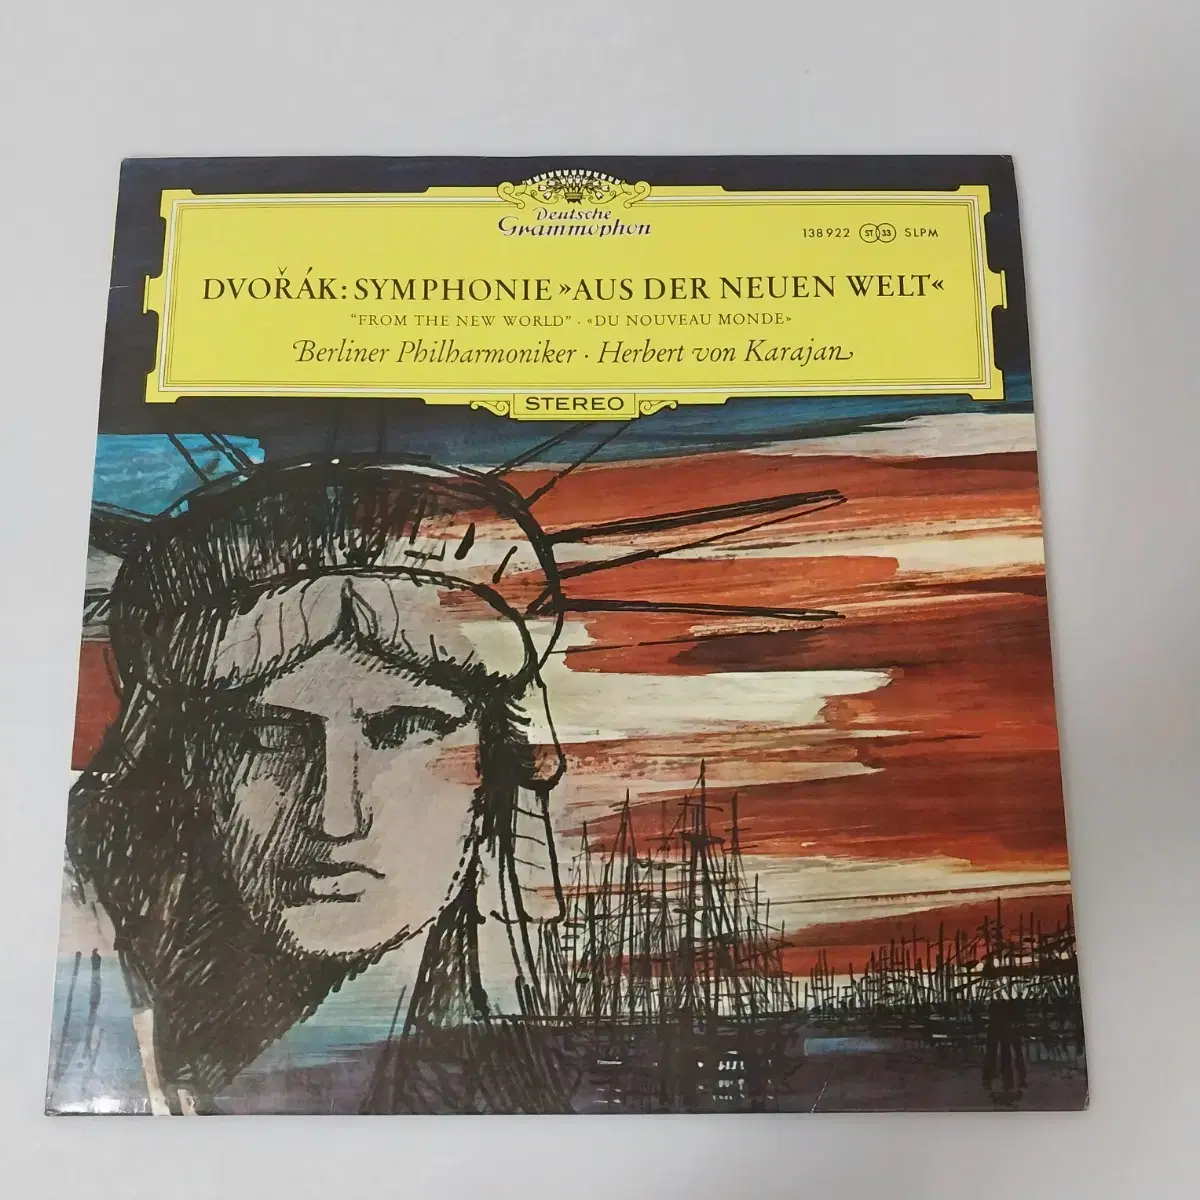 Deutsche
Grammophon
138 922 ST 33 SLPM
DVOŘÁK: SYMPHONIE »AUS DER NEUEN WELT«
"FROM THE NEW WORLD" · «DU NOUVEAU MONDE»
Berliner Philharmoniker · Herbert von Karajan
STEREO